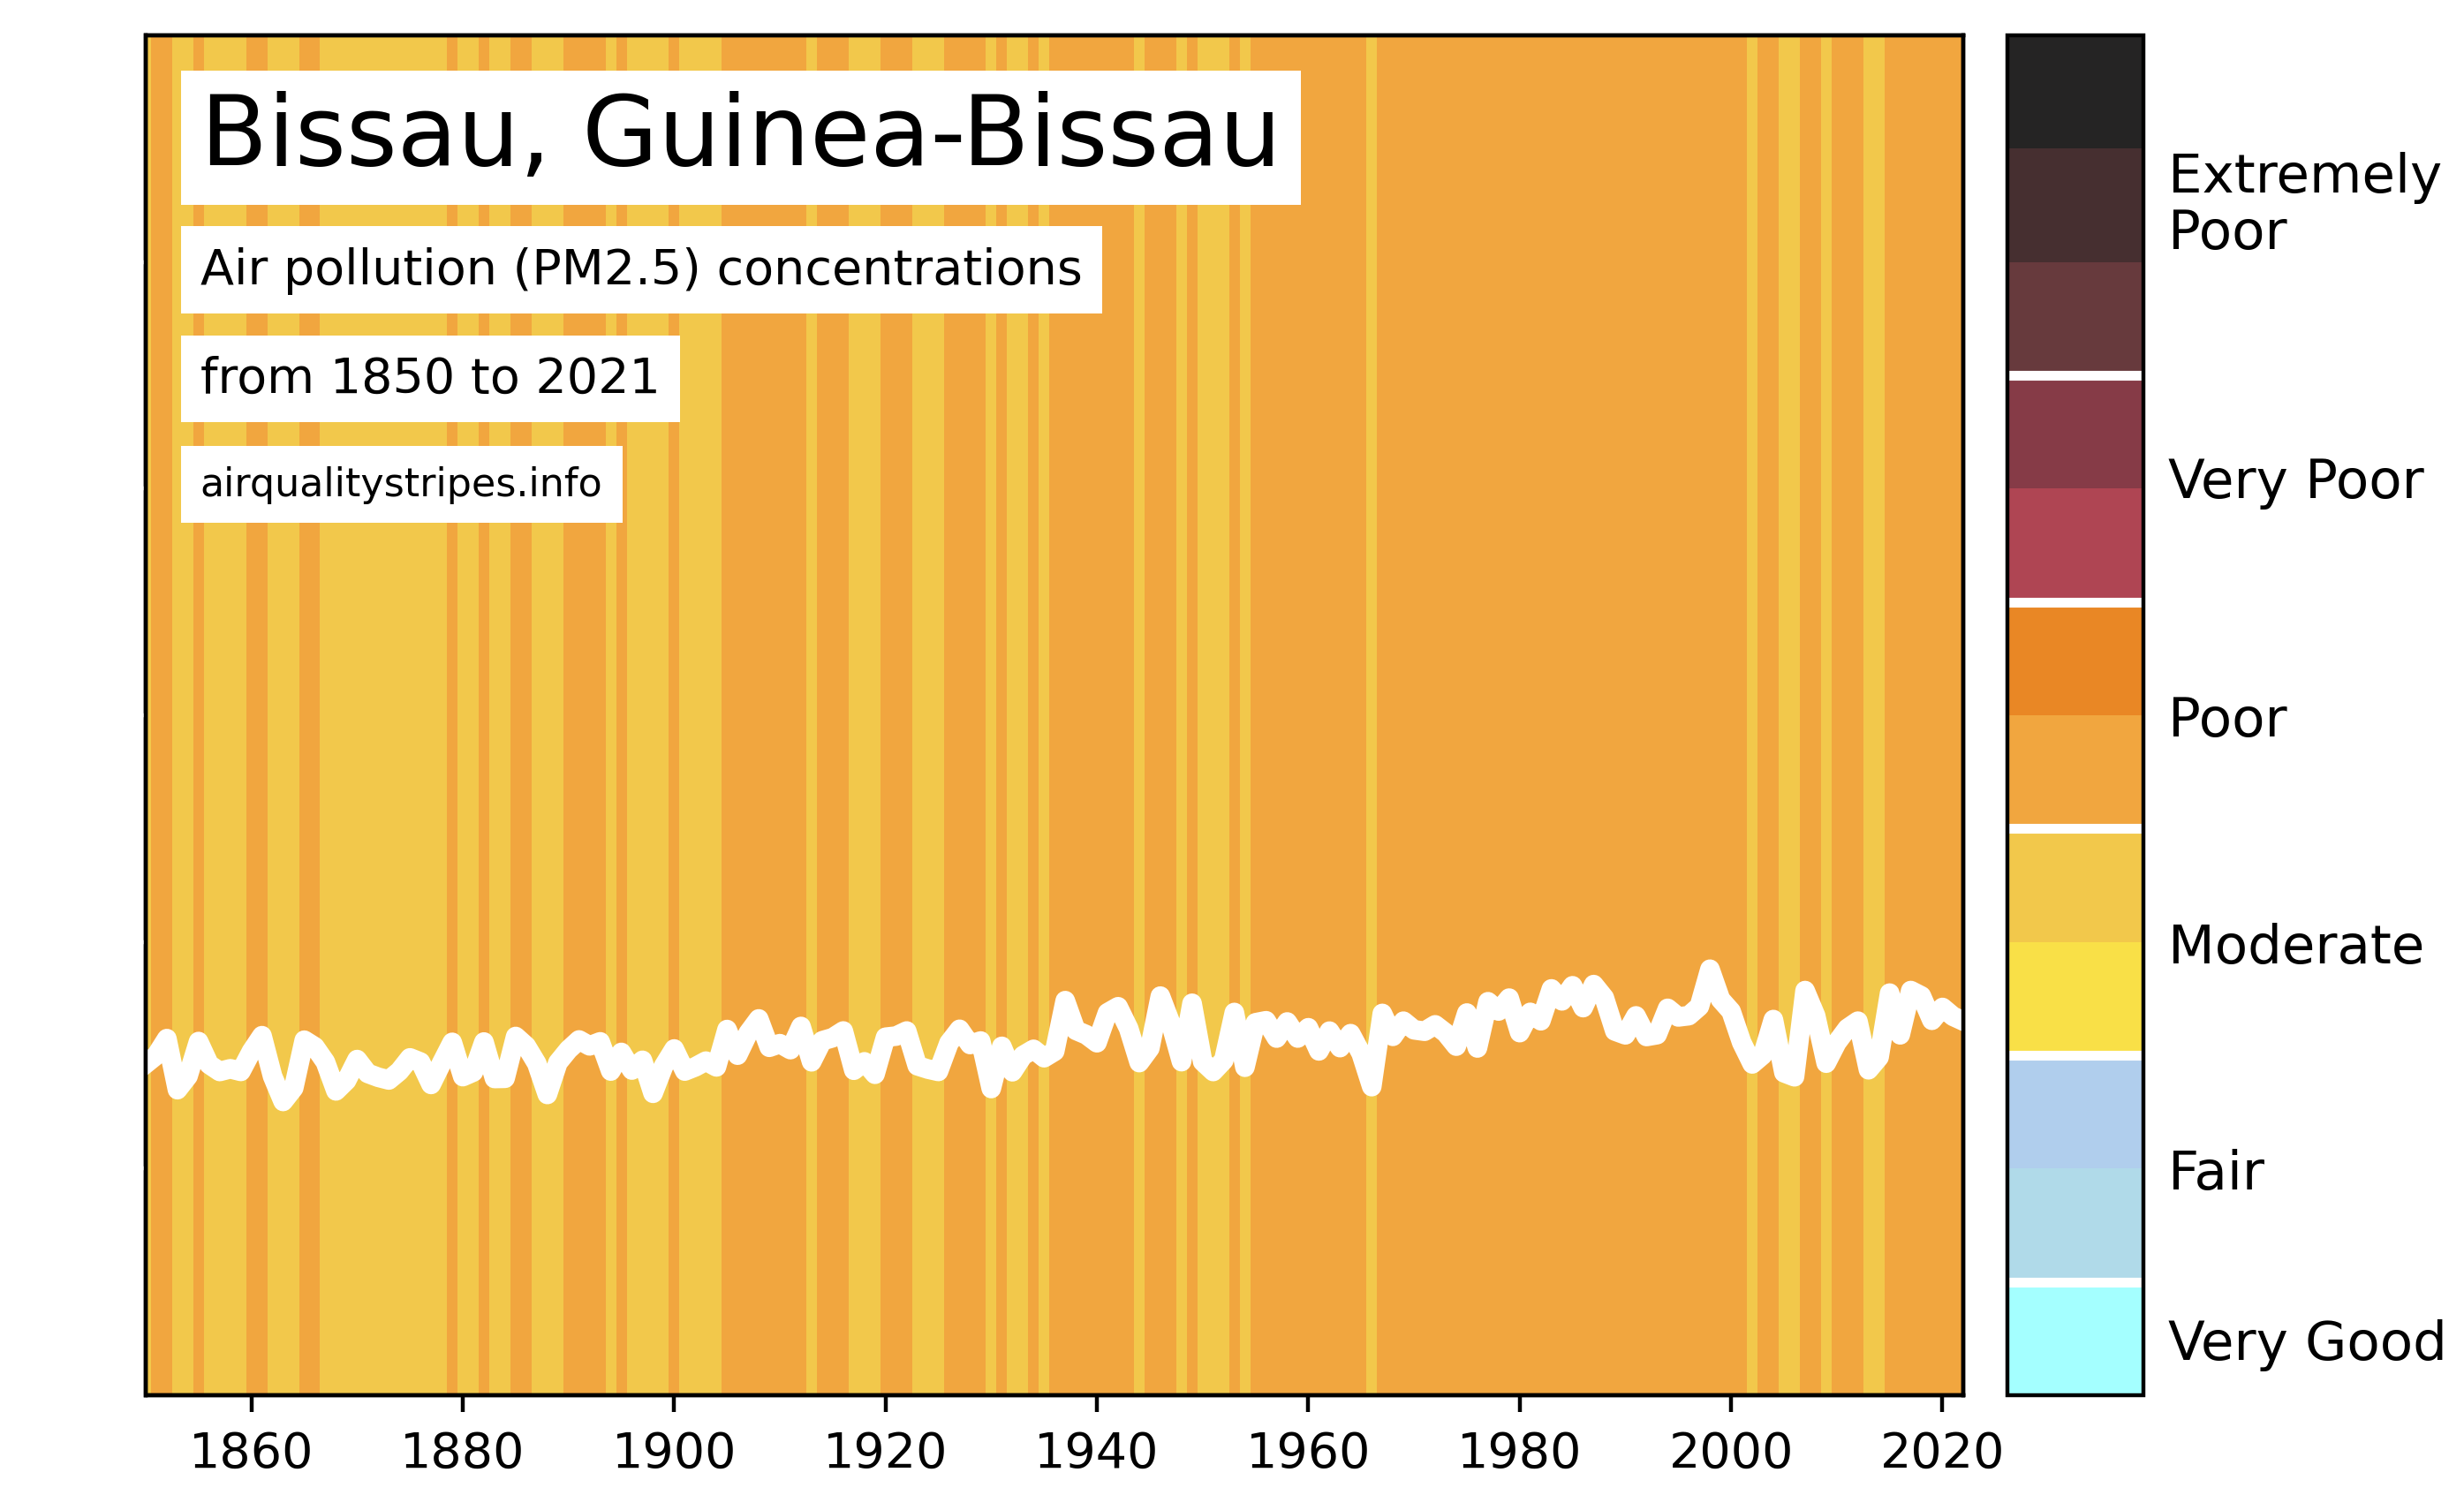 Bissau, Guinea-Bissau
Air pollution (PM2.5) concentrations
from 1850 to 2021
airqualitystripes.info
Extremely
Poor
Very Poor
Poor
Moderate
Fair
Very Good
1860 1880 1900 1920 1940 1960 1980 2000 2020